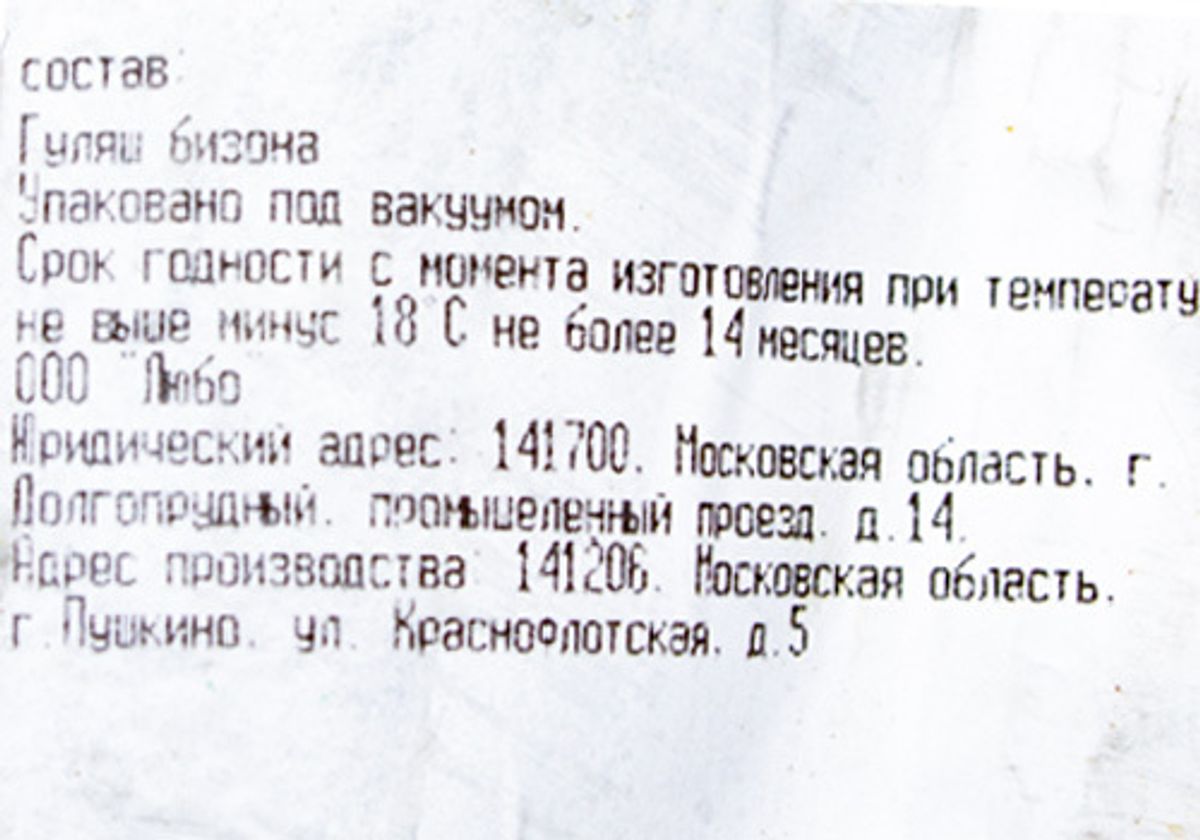 состав:
Гуляш бизона
Упаковано под вакуумом.
Срок годности с момента изготовления при температу
не выше минус 18°C не более 14 месяцев.
ООО "Любо"
Юридический адрес: 141700, Московская область, г.
Долгопрудный, промышеленный проезд, д.14.
Адрес производства: 141206, Московская область,
г.Пушкино, ул. Краснофлотская, д.5